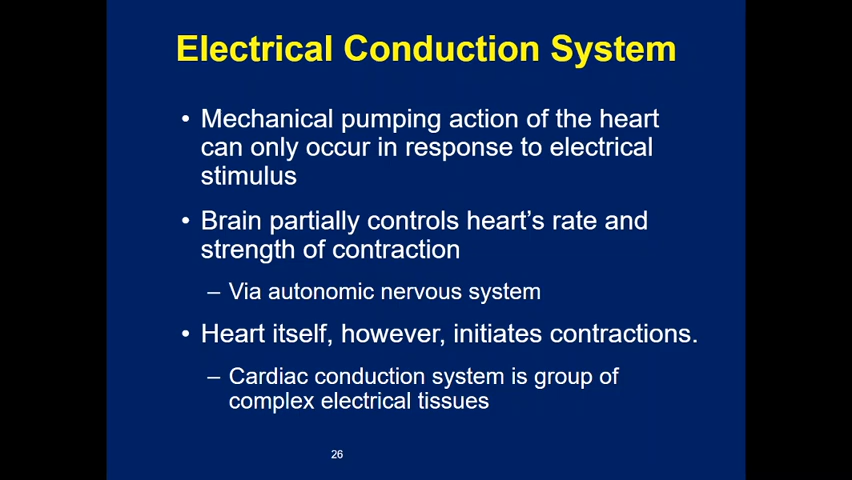 Electrical Conduction System
• Mechanical pumping action of the heart
can only occur in response to electrical
stimulus
• Brain partially controls heart's rate and
strength of contraction
– Via autonomic nervous system
• Heart itself, however, initiates contractions.
– Cardiac conduction system is group of
complex electrical tissues
26